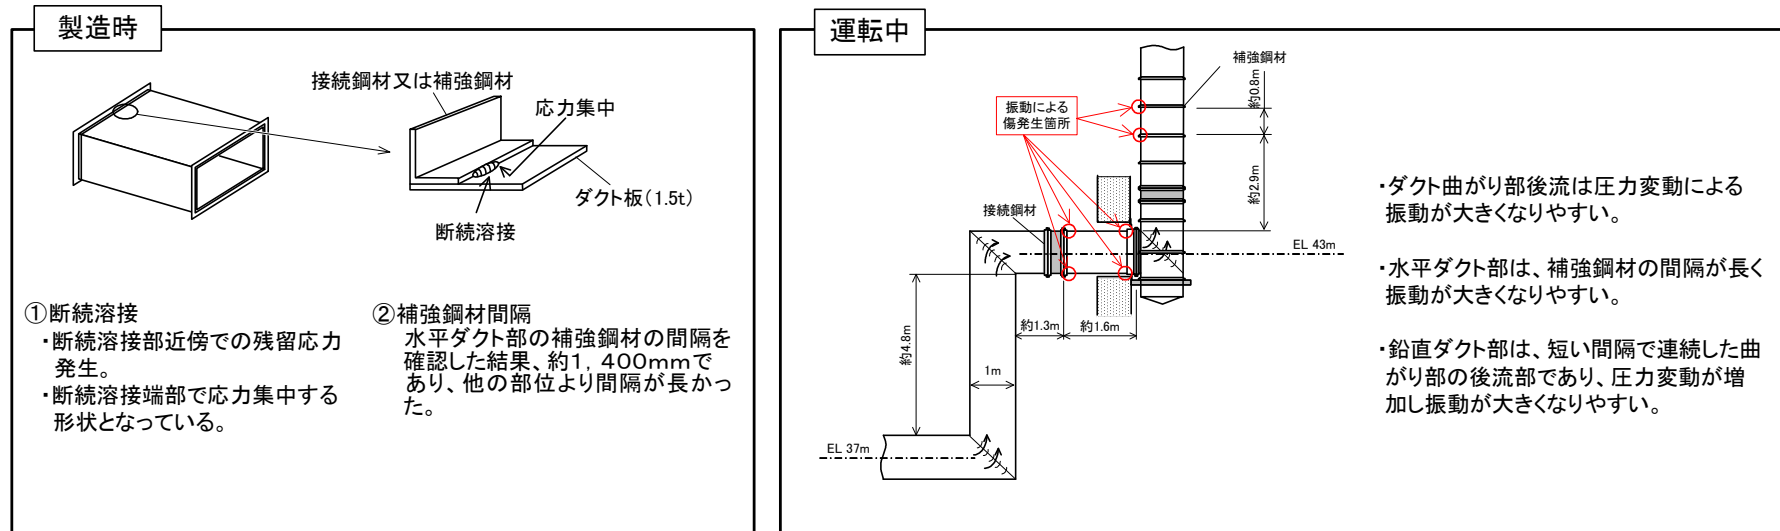 製造時
接続鋼材又は補強鋼材
応力集中
ダクト板(1.5t)
断続溶接
①断続溶接
・断続溶接部近傍での残留応力
発生。
・断続溶接端部で応力集中する
形状となっている。
②補強鋼材間隔
水平ダクト部の補強鋼材の間隔を
確認した結果、約1,400mmで
あり、他の部位より間隔が長かっ
た。
運転中
補強鋼材
約0.8m
振動による
傷発生箇所
約2.9m
接続鋼材
EL 43m
約1.3m
約1.6m
約4.8m
1m
EL 37m
・ダクト曲がり部後流は圧力変動による
振動が大きくなりやすい。
・水平ダクト部は、補強鋼材の間隔が長く
振動が大きくなりやすい。
・鉛直ダクト部は、短い間隔で連続した曲
がり部の後流部であり、圧力変動が増
加し振動が大きくなりやすい。